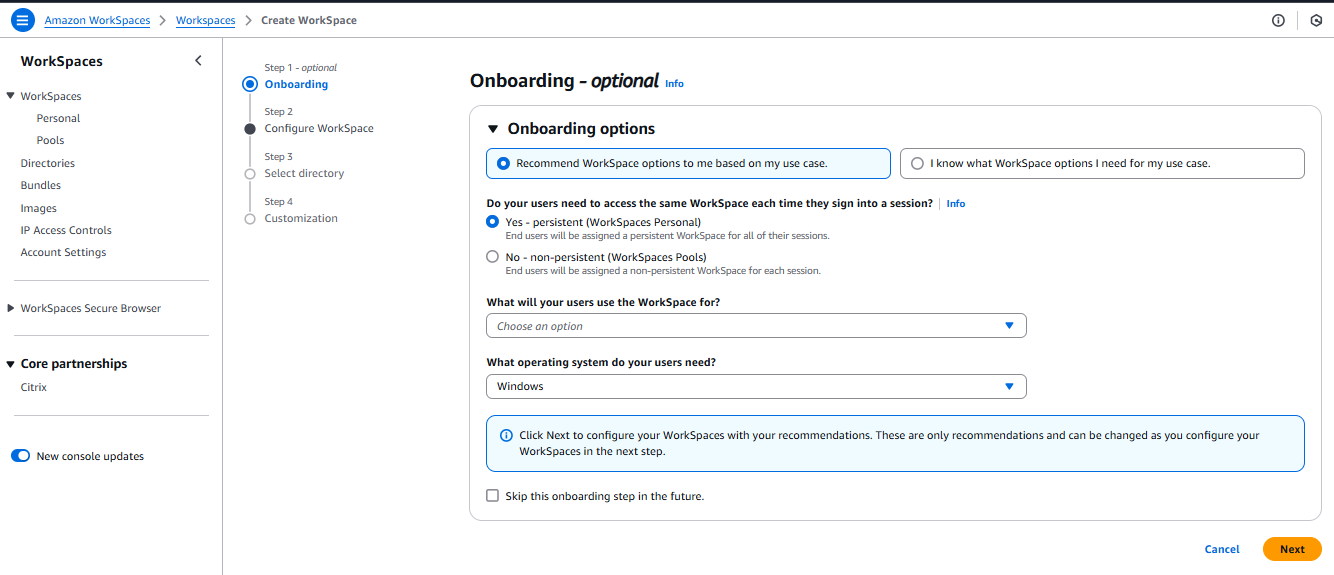 Amazon WorkSpaces > Workspaces > Create WorkSpace
WorkSpaces
WorkSpaces
Personal
Pools
Directories
Bundles
Images
IP Access Controls
Account Settings
WorkSpaces Secure Browser
Core partnerships
Citrix
New console updates
Step 1 - optional
Onboarding
Step 2
Configure WorkSpace
Step 3
Select directory
Step 4
Customization
Onboarding - optional Info
Onboarding options
Recommend WorkSpace options to me based on my use case.
I know what WorkSpace options I need for my use case.
Do your users need to access the same WorkSpace each time they sign into a session? Info
Yes - persistent (WorkSpaces Personal)
End users will be assigned a persistent WorkSpace for all of their sessions.
No - non-persistent (WorkSpaces Pools)
End users will be assigned a non-persistent WorkSpace for each session.
What will your users use the WorkSpace for?
Choose an option
What operating system do your users need?
Windows
Click Next to configure your WorkSpaces with your recommendations. These are only recommendations and can be changed as you configure your
WorkSpaces in the next step.
Skip this onboarding step in the future.
Cancel
Next